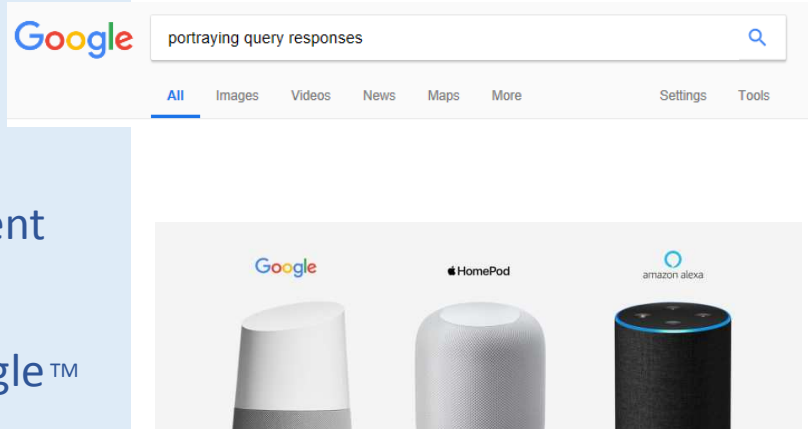 Google portraying query responses
All Images Videos News Maps More Settings Tools
ent
Google HomePod
amazon alexa
gle™